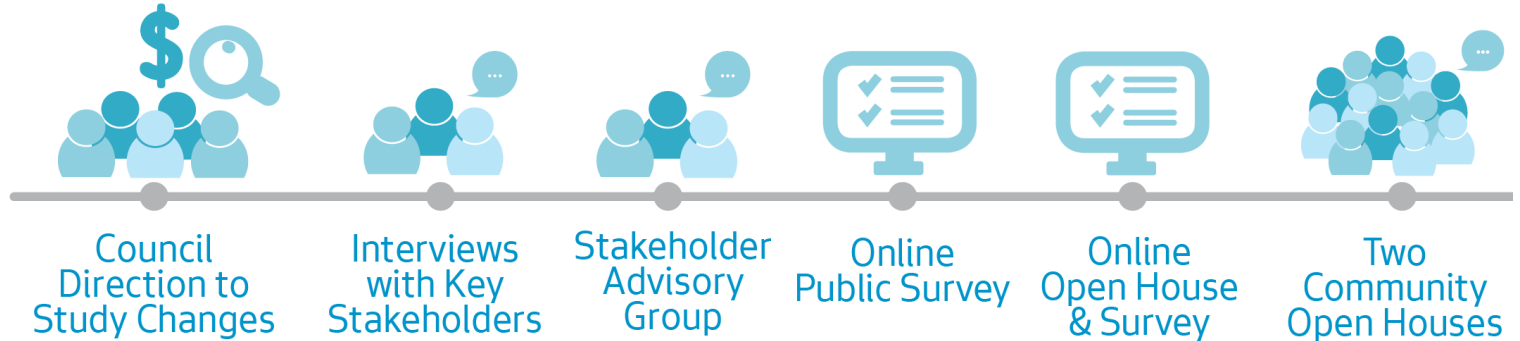 $
...
...
...
Council
Direction to
Study Changes
Interviews
with Key
Stakeholders
Stakeholder
Advisory
Group
Online
Public Survey
Online
Open House
& Survey
Two
Community
Open Houses